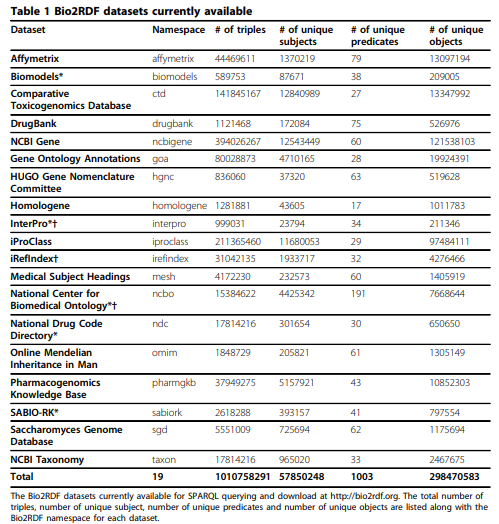 Table 1 Bio2RDF datasets currently available
Dataset Namespace # of triples # of unique subjects # of unique predicates # of unique objects
Affymetrix affymetrix 44469611 1370219 79 13097194
Biomodels* biomodels 589753 87671 38 209005
Comparative Toxicogenomics Database ctd 141845167 12840989 27 13347992
DrugBank drugbank 1121468 172084 75 526976
NCBI Gene ncbigene 394026267 12543449 60 121538103
Gene Ontology Annotations goa 80028873 4710165 28 19924391
HUGO Gene Nomenclature Committee hgnc 836060 37320 63 519628
Homologene homologene 1281881 43605 17 1011783
InterPro*† interpro 999031 23794 34 211346
iProClass iproclass 211365460 11680053 29 97484111
iRefIndex† irefindex 31042135 1933717 32 4276466
Medical Subject Headings mesh 4172230 232573 60 1405919
National Center for Biomedical Ontology*† ncbo 15384622 4425342 191 7668644
National Drug Code Directory* ndc 17814216 301654 30 650650
Online Mendelian Inheritance in Man omim 1848729 205821 61 1305149
Pharmacogenomics Knowledge Base pharmgkb 37949275 5157921 43 10852303
SABIO-RK* sabiork 2618288 393157 41 797554
Saccharomyces Genome Database sgd 5551009 725694 62 1175694
NCBI Taxonomy taxon 17814216 965020 33 2467675
Total 19 1010758291 57850248 1003 298470583
The Bio2RDF datasets currently available for SPARQL querying and download at http://bio2rdf.org. The total number of
triples, number of unique subject, number of unique predicates and number of unique objects are listed along with the
Bio2RDF namespace for each dataset.